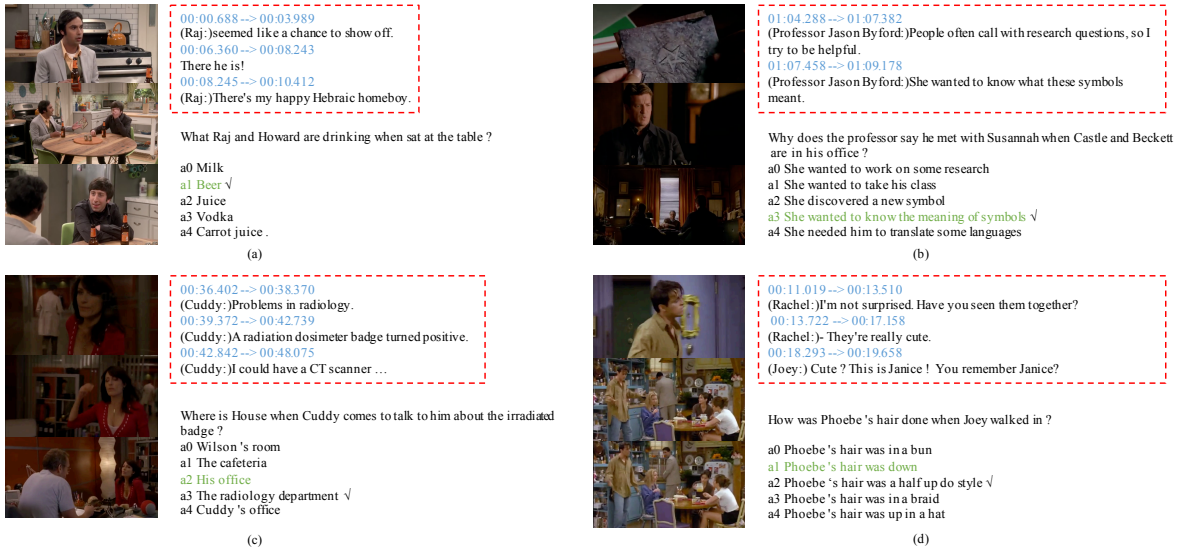 00:00.688 --> 00:03.989
(Raj:)seemed like a chance to show off.
00:06.360 --> 00:08.243
There he is!
00:08.245 --> 00:10.412
(Raj:)There's my happy Hebraic homeboy.
What Raj and Howard are drinking when sat at the table ?
a0 Milk
a1 Beer √
a2 Juice
a3 Vodka
a4 Carrot juice .
(a)
01:04.288 --> 01:07.382
(Professor Jason Byford:)People often call with research questions, so I
try to be helpful.
01:07.458 --> 01:09.178
(Professor Jason Byford:)She wanted to know what these symbols
meant.
Why does the professor say he met with Susannah when Castle and Beckett
are in his office ?
a0 She wanted to work on some research
a1 She wanted to take his class
a2 She discovered a new symbol
a3 She wanted to know the meaning of symbols √
a4 She needed him to translate some languages
(b)
00:36.402 --> 00:38.370
(Cuddy:)Problems in radiology.
00:39.372 --> 00:42.739
(Cuddy:)A radiation dosimeter badge turned positive.
00:42.842 --> 00:48.075
(Cuddy:)I could have a CT scanner …
Where is House when Cuddy comes to talk to him about the irradiated
badge ?
a0 Wilson 's room
a1 The cafeteria
a2 His office
a3 The radiology department √
a4 Cuddy 's office
(c)
00:11.019 --> 00:13.510
(Rachel:)I'm not surprised. Have you seen them together?
00:13.722 --> 00:17.158
(Rachel:)- They're really cute.
00:18.293 --> 00:19.658
(Joey:) Cute ? This is Janice ! You remember Janice?
How was Phoebe 's hair done when Joey walked in ?
a0 Phoebe 's hair was in a bun
a1 Phoebe 's hair was down
a2 Phoebe ‘s hair was a half up do style √
a3 Phoebe 's hair was in a braid
a4 Phoebe 's hair was up in a hat
(d)